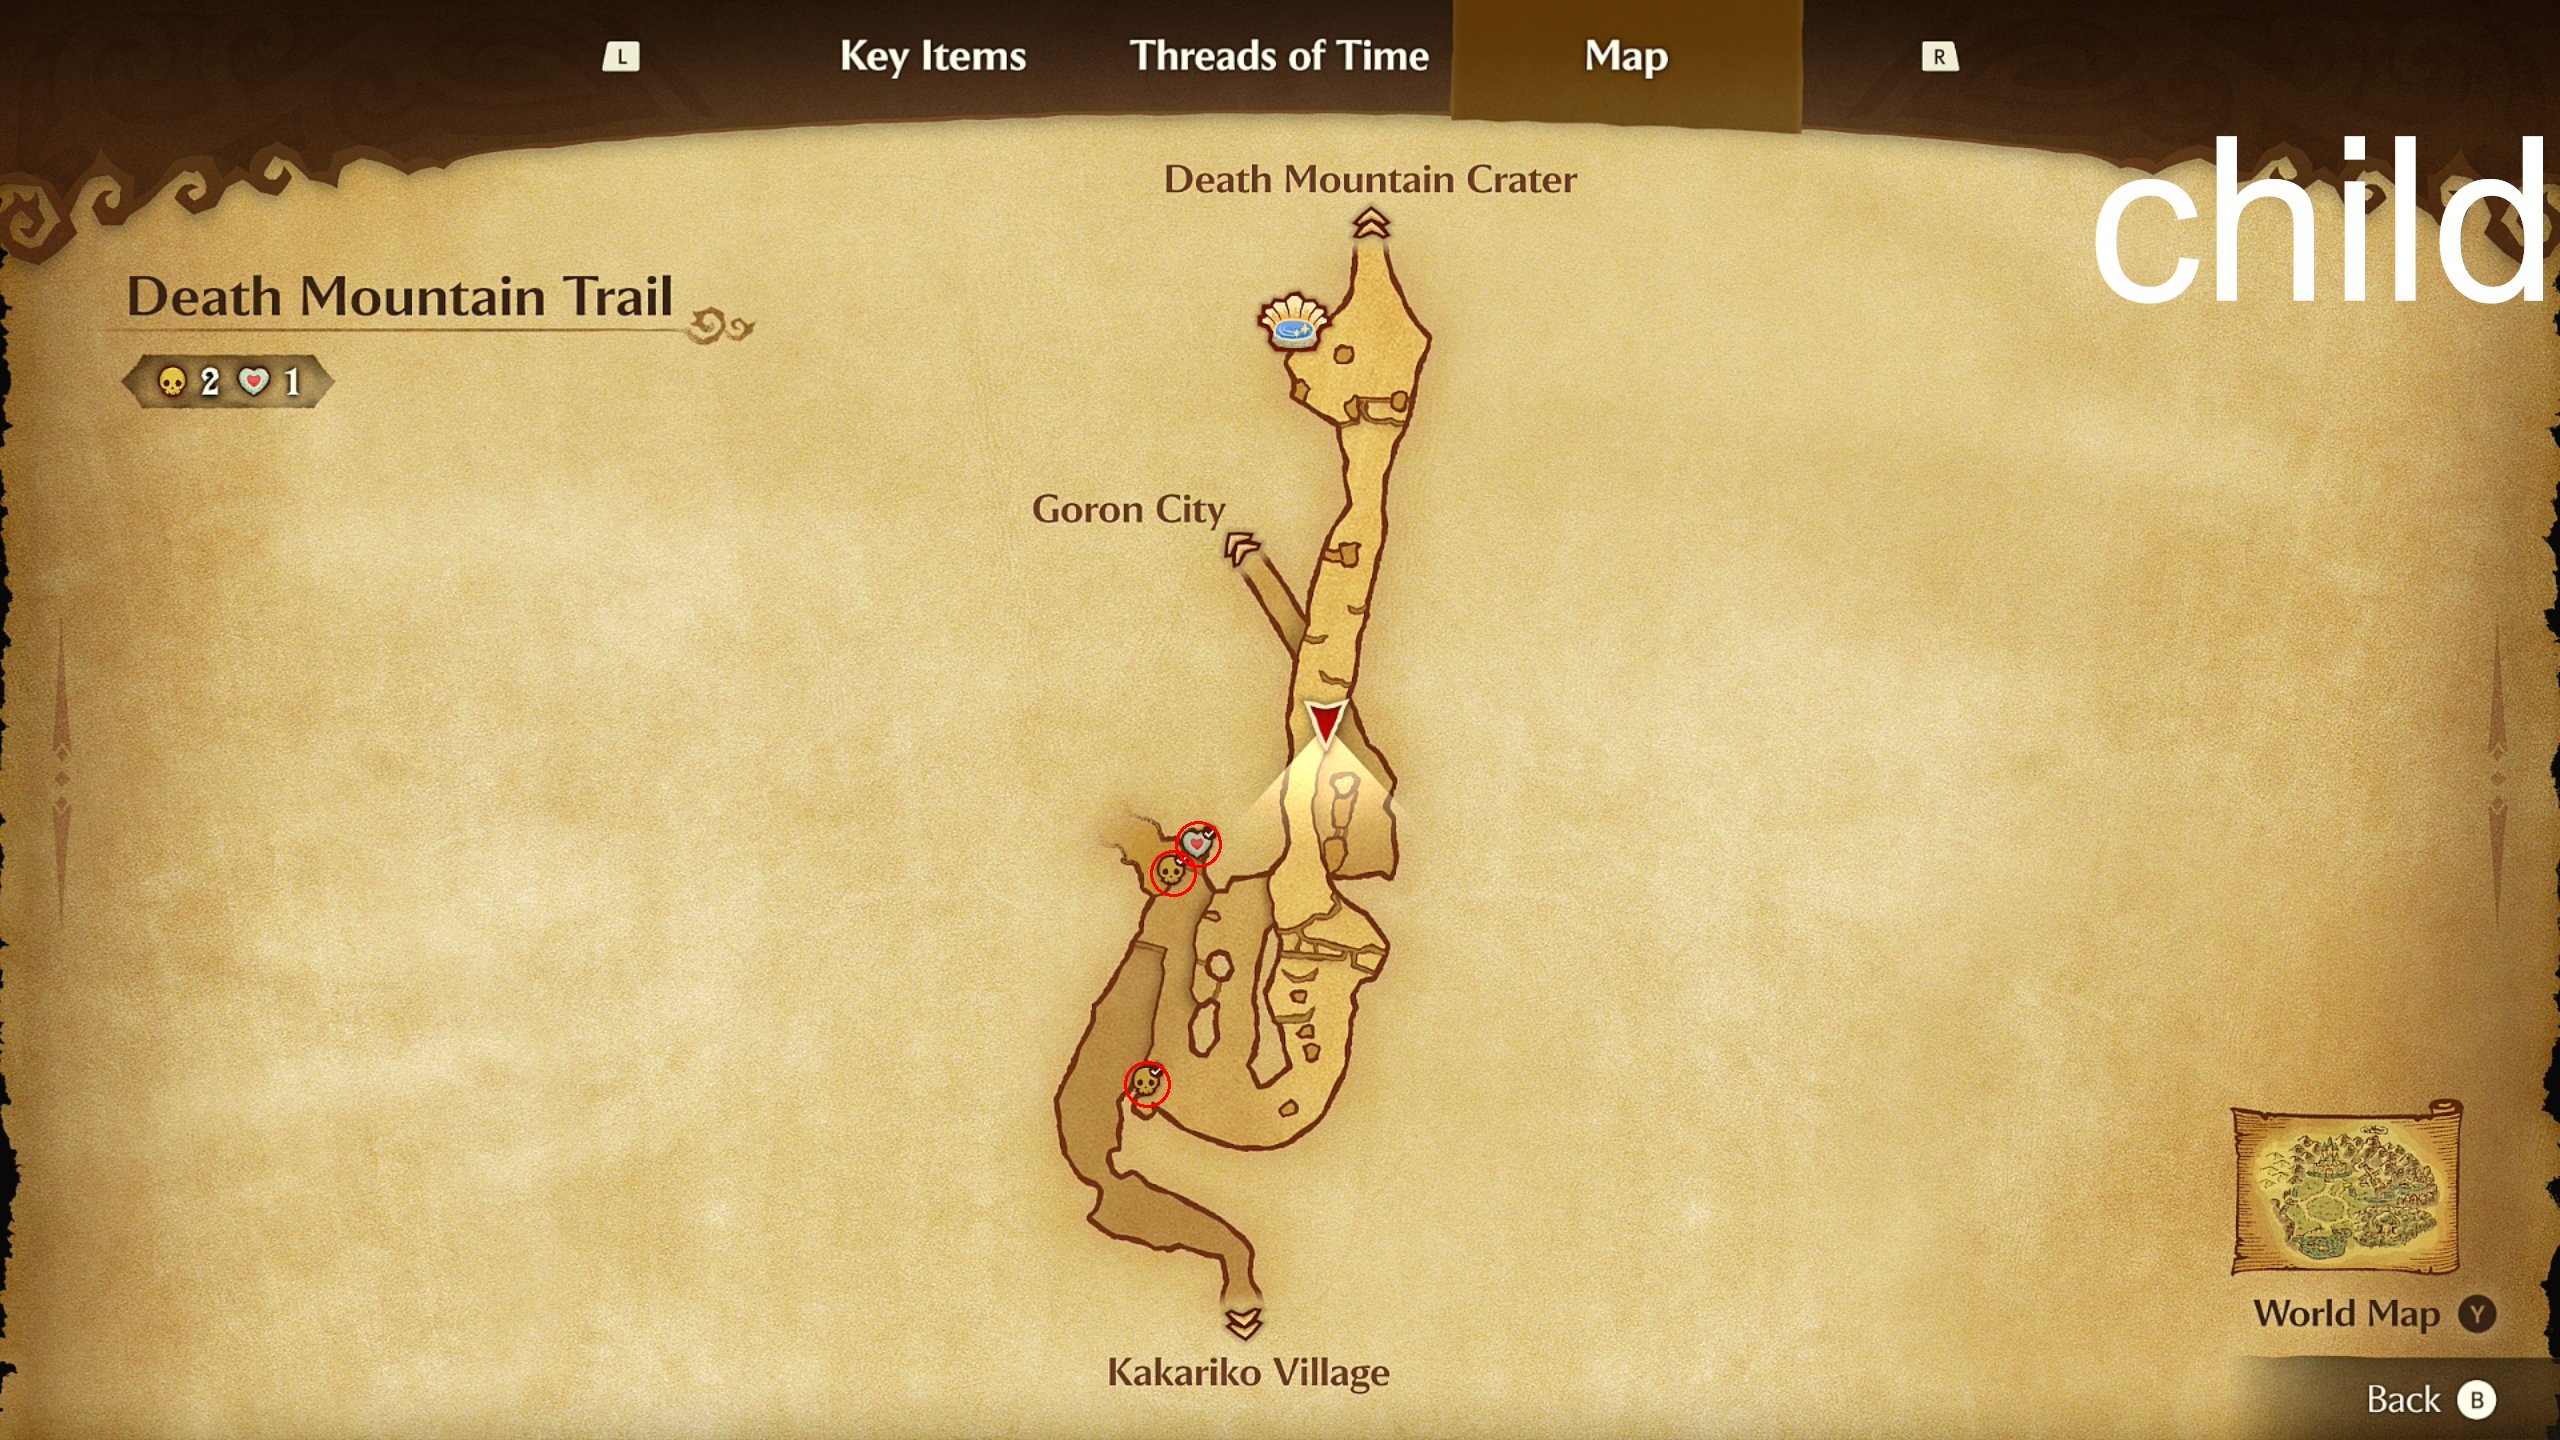 L Key Items Threads of Time Map R
child
Death Mountain Crater
Death Mountain Trail
2 1
Goron City
World Map Y
Kakariko Village
Back B